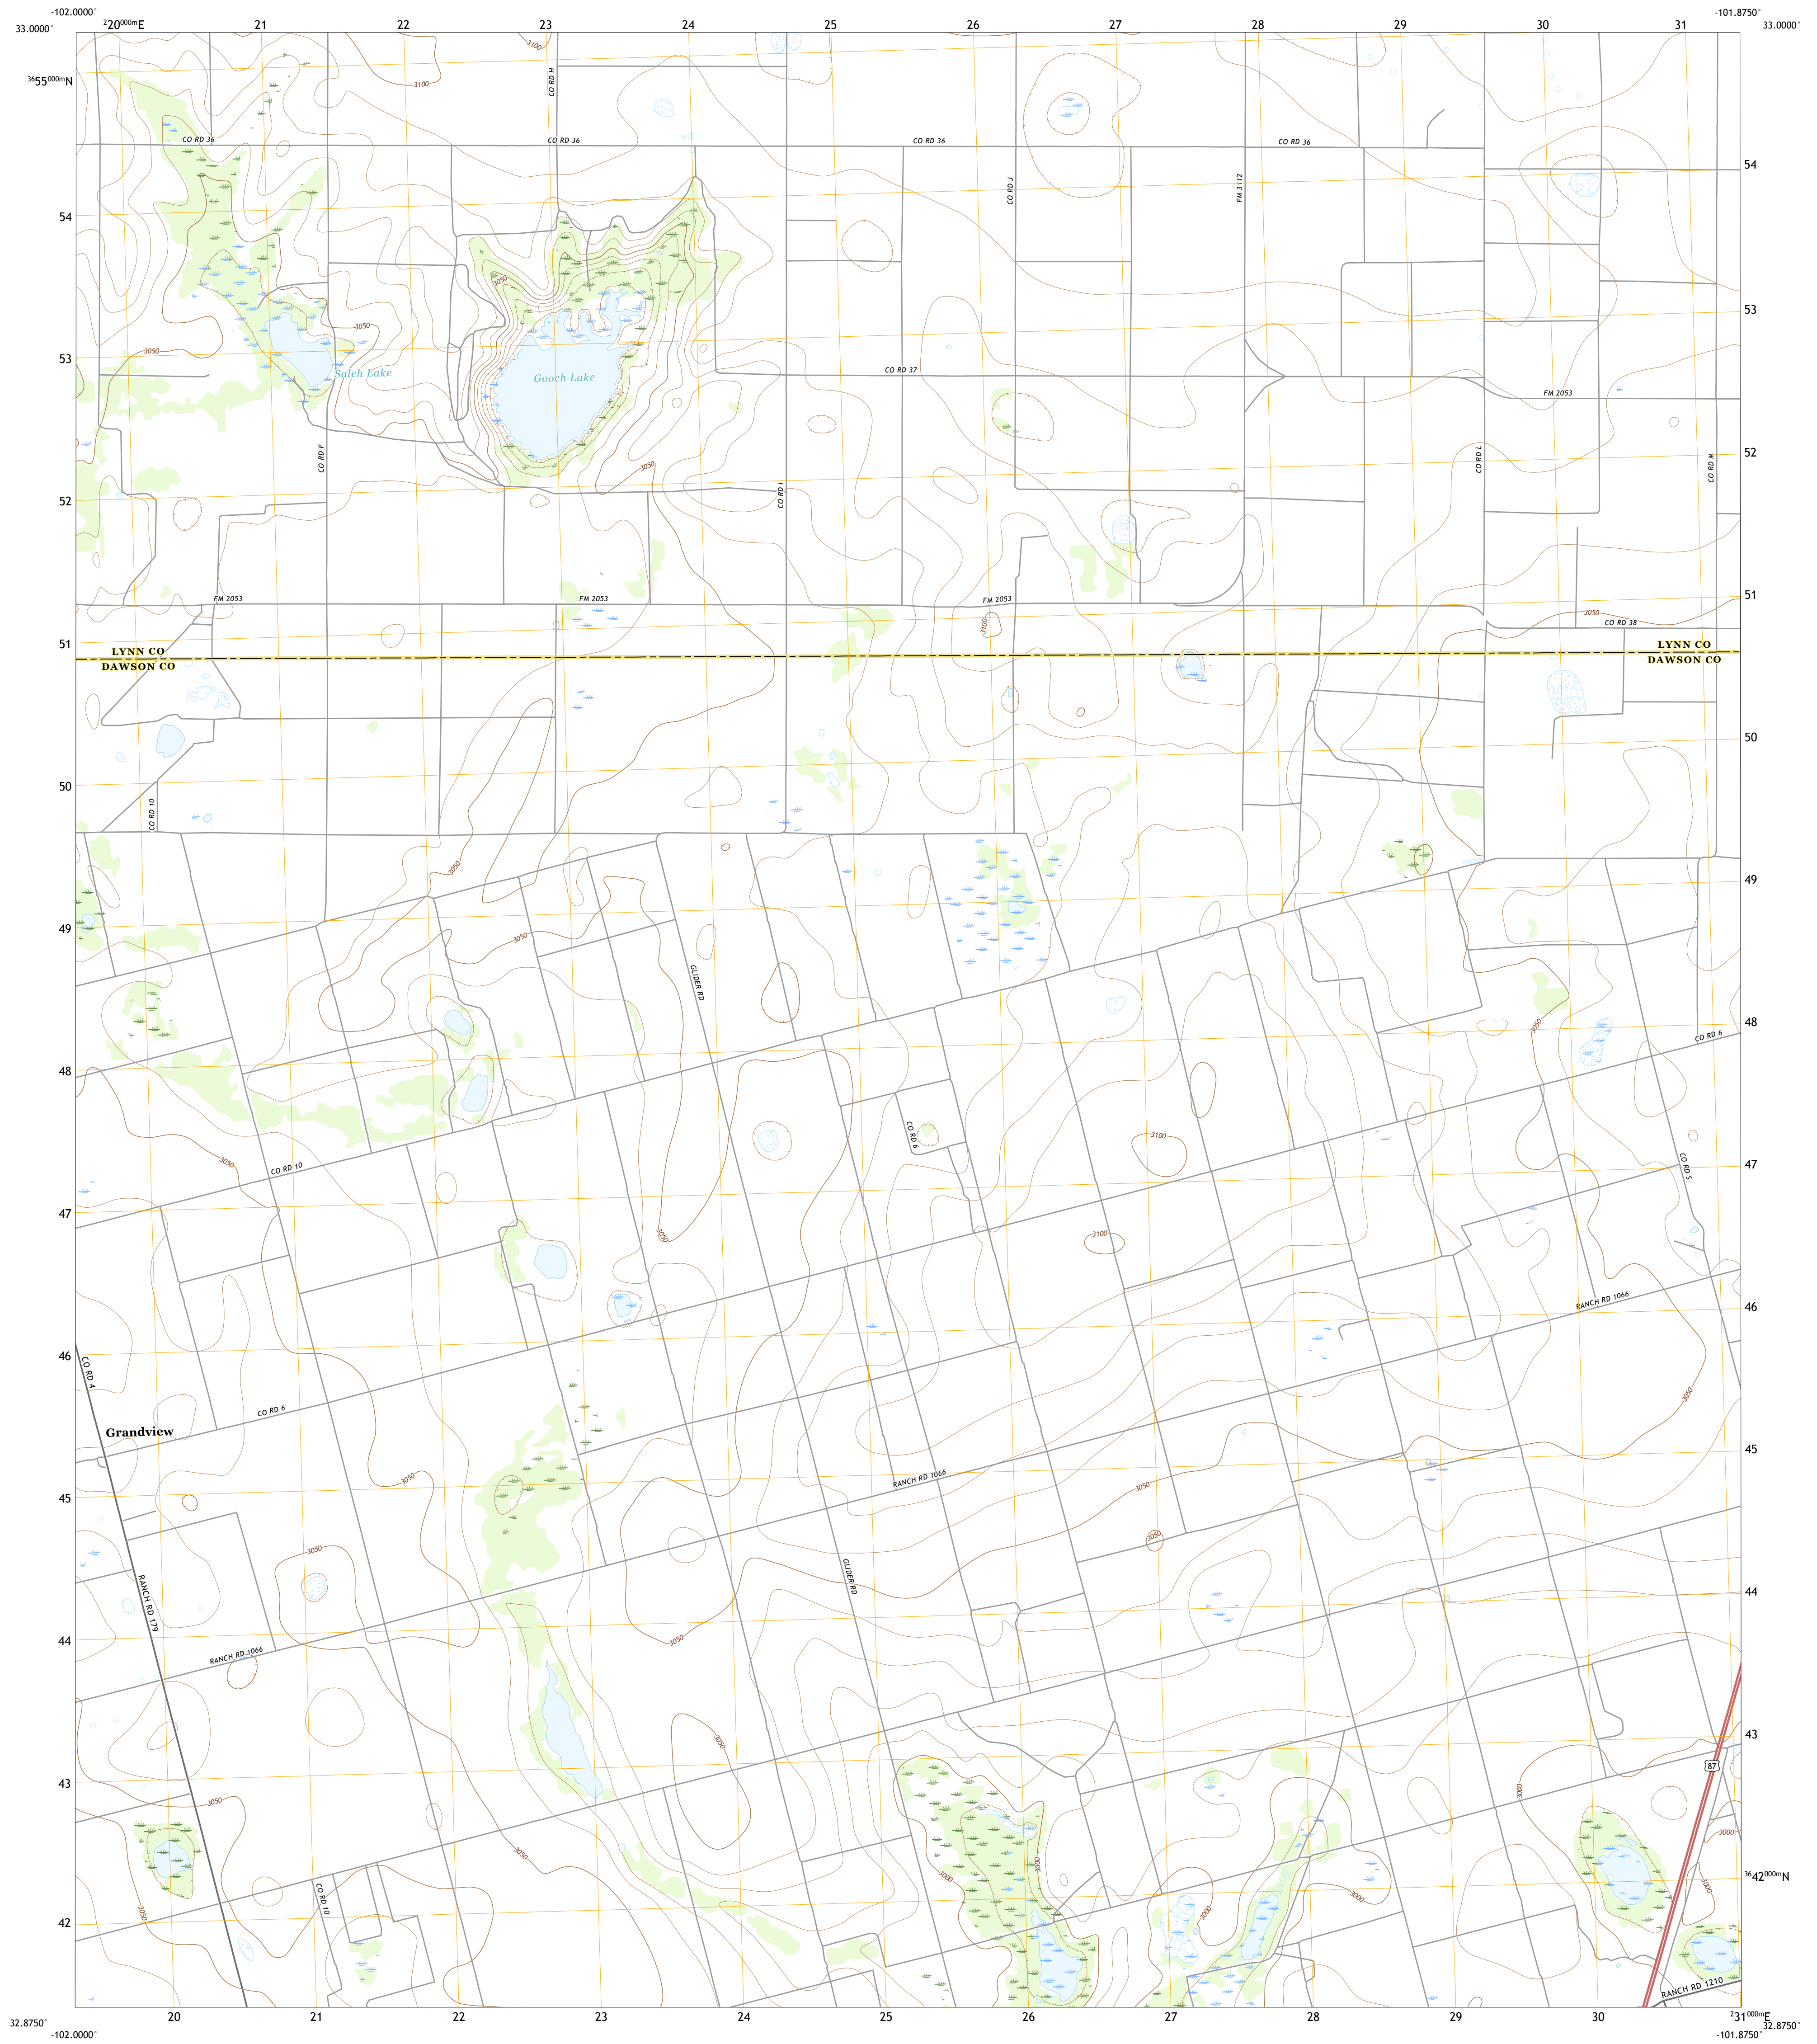 -102.0000°
²20⁰⁰⁰ᵐE
21
22
23
24
25
26
27
28
29
30
31
-101.8750°
33.0000°
33.0000°
3100
3100
CO RD H
³⁶55⁰⁰⁰ᵐN
CO RD 36
CO RD 36
CO RD 36
CO RD 36
54
CO RD J
FM 3112
54
3050
53
3050
3050
53
Saleh Lake
Gooch Lake
CO RD 37
FM 2053
CO RD F
CO RD L
CO RD M
52
3050
CO RD I
52
FM 2053
FM 2053
FM 2053
51
3050
CO RD 38
3100
51
LYNN CO
DAWSON CO
LYNN CO
DAWSON CO
50
50
CO RD 10
3050
49
49
3050
GLIDER RD
48
3050
CO RD 6
48
CO RD 6
3100
3050
CO RD 10
47
CO RD S
47
3050
3100
RANCH RD 1066
46
46
CO RD 4
3050
CO RD 6
Grandview
45
3050
RANCH RD 1066
3050
45
3050
3050
GLIDER RD
44
RANCH RD 179
3050
44
RANCH RD 1066
3050
43
87
43
3050
3000
3000
3050
3000
3000
3000
³⁶42⁰⁰⁰ᵐN
CO RD 10
3050
3000
3000
42
RANCH RD 1210
32.8750°
20
21
22
23
24
25
26
27
28
29
30
²31⁰⁰⁰ᵐE
32.8750°
-102.0000°
-101.8750°